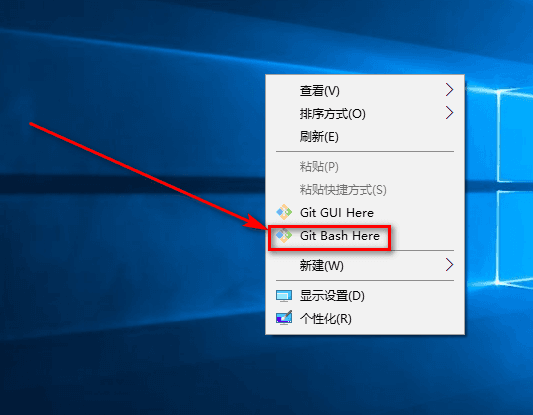 查看(V)
排序方式(O)
刷新(E)
粘贴(P)
粘贴快捷方式(S)
Git GUI Here
Git Bash Here
新建(W)
显示设置(D)
个性化(R)